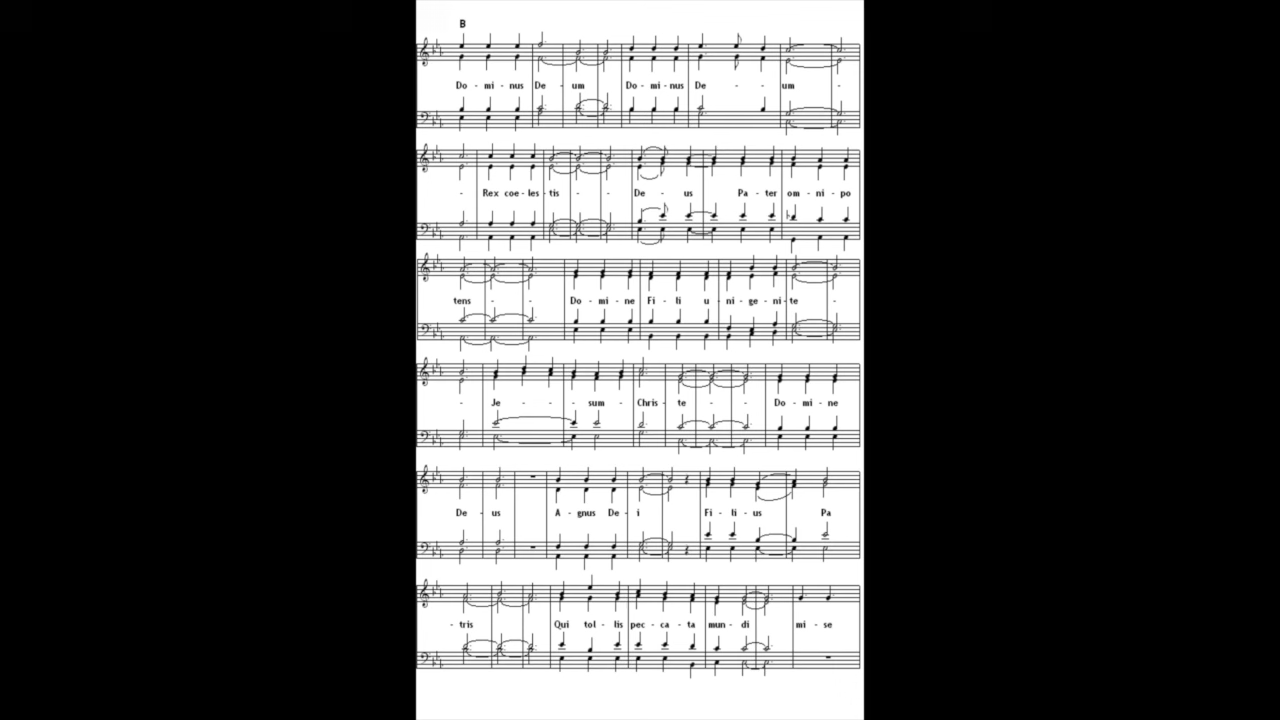 B
Do - mi - nus De - um Do - mi - nus De - - um -
- Rex coe - les - tis - - De - us Pa - ter om - ni - po
tens - - Do - mi - ne Fi - li u - ni - ge - ni - te -
- Je - - sum - Chris - te - - Do - mi - ne
De - us A - gnus De - i Fi - li - us Pa
- tris Qui tol - lis pec - ca - ta mun - di mi - se